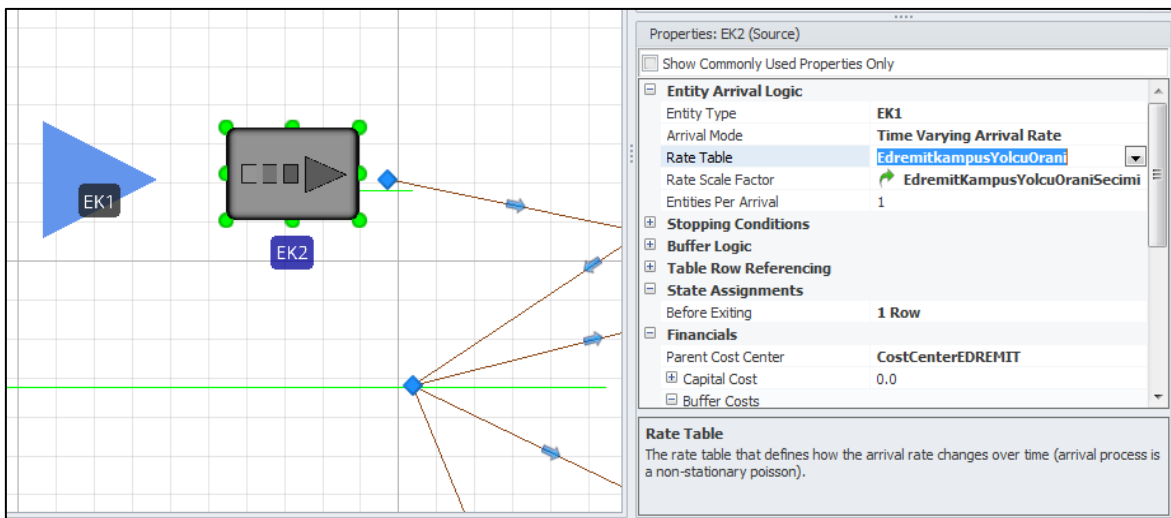 EK1
EK2
Properties: EK2 (Source)
Show Commonly Used Properties Only
Entity Arrival Logic
Entity Type EK1
Arrival Mode Time Varying Arrival Rate
Rate Table EdremitkampusYolcuOrani
Rate Scale Factor EdremitKampusYolcuOraniSecimi
Entities Per Arrival 1
Stopping Conditions
Buffer Logic
Table Row Referencing
State Assignments
Before Exiting 1 Row
Financials
Parent Cost Center CostCenterEDREMIT
Capital Cost 0.0
Buffer Costs
Rate Table
The rate table that defines how the arrival rate changes over time (arrival process is
a non-stationary poisson).